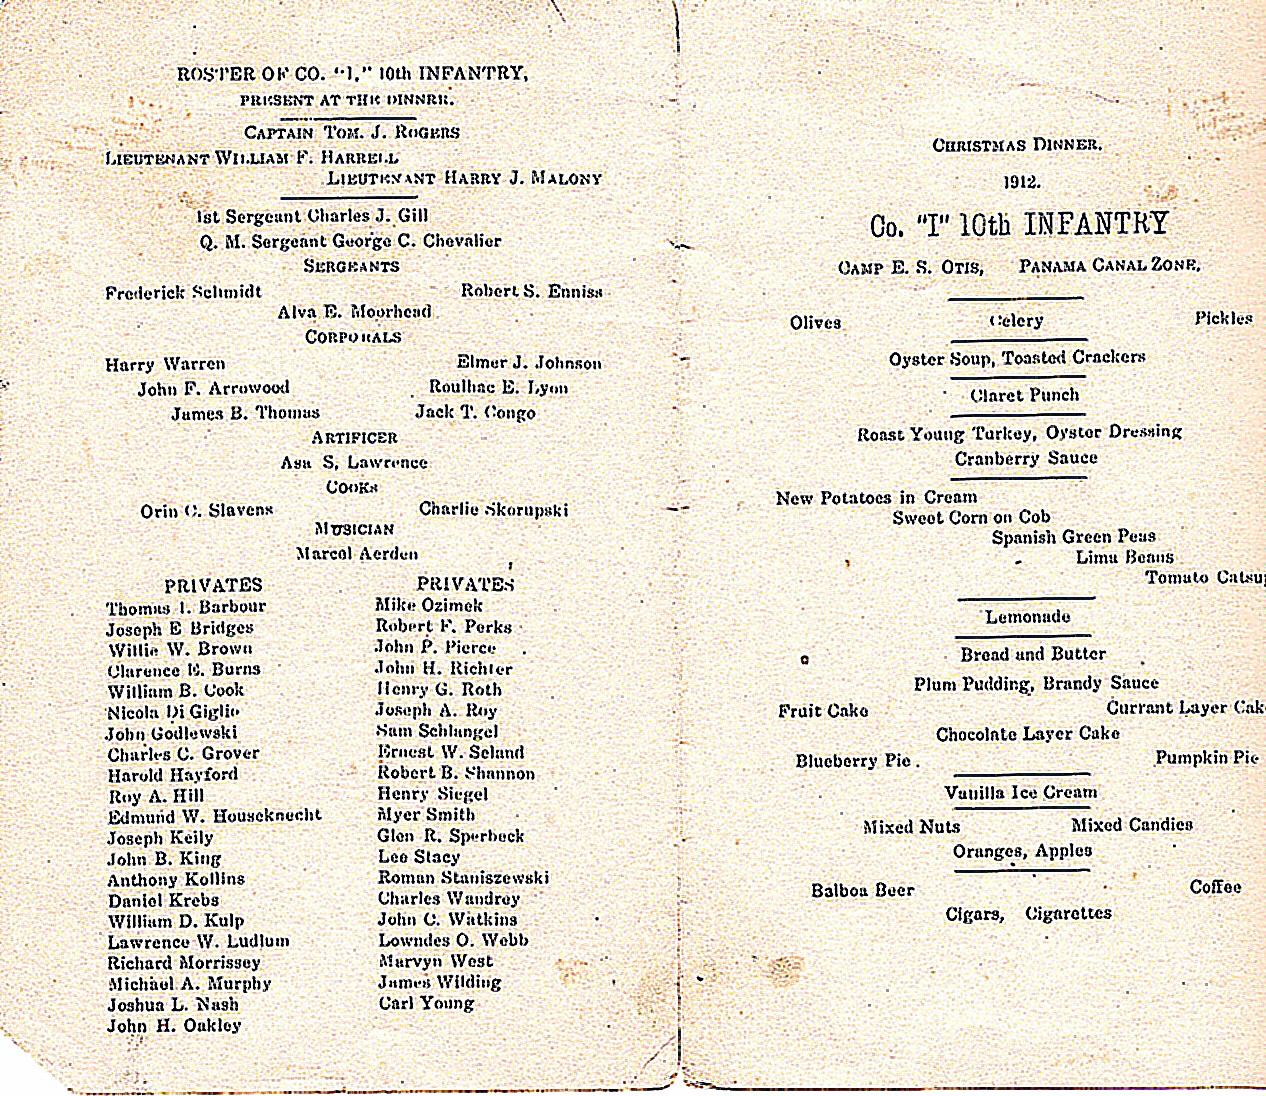 ROSTER OF CO. "I," 10th INFANTRY,
PRESENT AT THE DINNER.
CAPTAIN TOM. J. ROGERS
LIEUTENANT WILLIAM F. HARRELL
LIEUTENANT HARRY J. MALONY
1st Sergeant Charles J. Gill
Q. M. Sergeant George C. Chevalier
SERGEANTS
Frederick Schmidt Robert S. Enniss
Alva E. Moorhead
CORPORALS
Harry Warren Elmer J. Johnson
John F. Arrowood Roulhac E. Lyon
James B. Thomas Jack T. Congo
ARTIFICER
Asa S, Lawrence
COOKS
Orin C. Slavens Charlie Skorupski
MUSICIAN
Marcel Aerden
PRIVATES
Thomas I. Barbour
Joseph E Bridges
Willie W. Brown
Clarence E. Burns
William B. Cook
Nicola Di Giglio
John Godlewski
Charles C. Grover
Harold Hayford
Roy A. Hill
Edmund W. Houseknecht
Joseph Keily
John B. King
Anthony Kollins
Daniel Krebs
William D. Kulp
Lawrence W. Ludlum
Richard Morrissey
Michael A. Murphy
Joshua L. Nash
John H. Oakley
PRIVATES
Mike Ozimek
Robert F. Perks
John P. Pierce
John H. Richter
Henry G. Roth
Joseph A. Roy
Sam Schlangel
Ernest W. Seland
Robert B. Shannon
Henry Siegel
Myer Smith
Glen R. Sperbeck
Leo Stacy
Roman Staniszewski
Charles Wandrey
John C. Watkins
Lowndes O. Webb
Marvyn West
James Wilding
Carl Young
CHRISTMAS DINNER.
1912.
Co. "I" 10th INFANTRY
CAMP E. S. OTIS, PANAMA CANAL ZONE.
Olives Celery Pickles
Oyster Soup, Toasted Crackers
Claret Punch
Roast Young Turkey, Oyster Dressing
Cranberry Sauce
New Potatoes in Cream
Sweet Corn on Cob
Spanish Green Peas
Lima Beans
Tomato Catsup
Lemonade
Bread and Butter
Plum Pudding, Brandy Sauce
Fruit Cake Currant Layer Cake
Chocolate Layer Cake
Blueberry Pie. Pumpkin Pie
Vanilla Ice Cream
Mixed Nuts Mixed Candies
Oranges, Apples
Balboa Beer Coffee
Cigars, Cigarettes